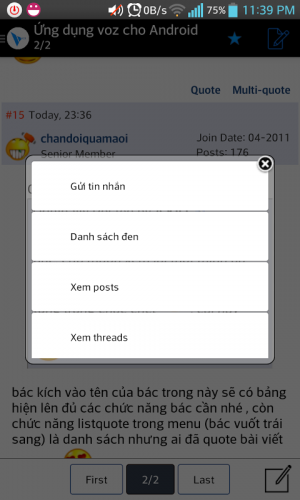 0B/s 75% 11:39 PM
Ứng dụng voz cho Android
2/2
Quote Multi-quote
#15 Today, 23:36
chandoiquamaoi Join Date: 04-2011
Senior Member Posts: 176
Gửi tin nhắn
Danh sách đen
Xem posts
Xem threads
bác kích vào tên của bác trong này sẽ có bảng
hiện lên đủ các chức năng bác cần nhé , còn
chức năng listquote trong menu (bác vuốt trái
sang) là danh sách nhưng ai đã quote bài viết
First 2/2 Last